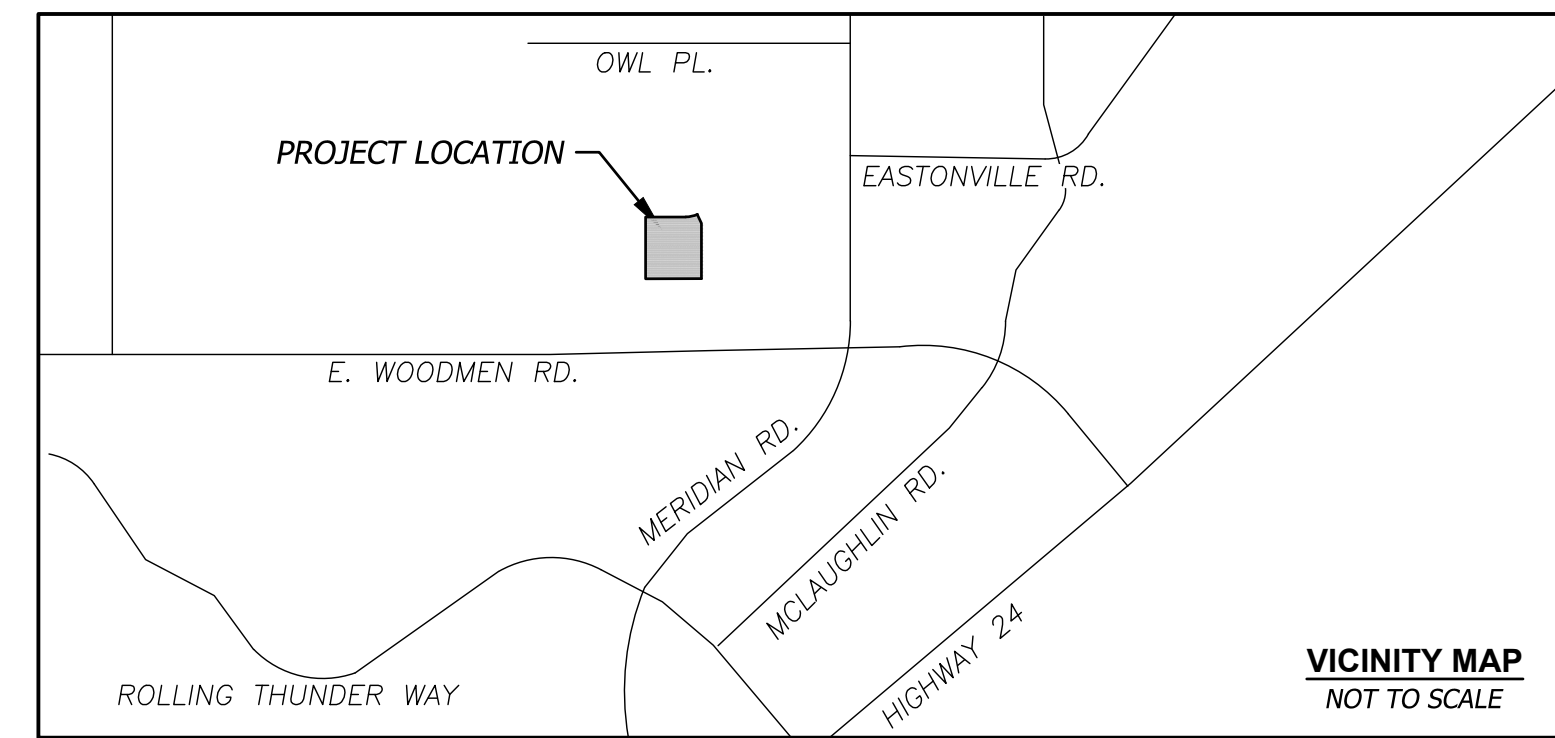 OWL PL.
PROJECT LOCATION
EASTONVILLE RD.
E. WOODMEN RD.
MERIDIAN RD.
MCLAUGHLIN RD.
HIGHWAY 24
ROLLING THUNDER WAY
VICINITY MAP
NOT TO SCALE